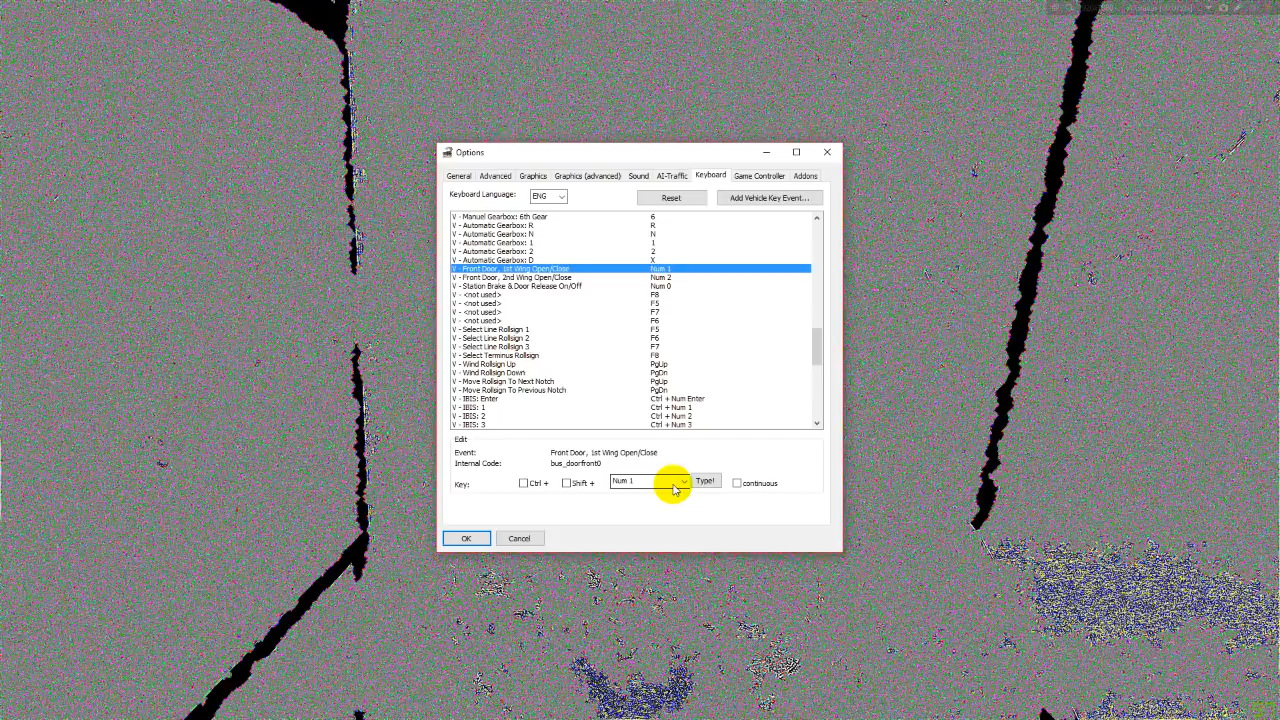 Options
General Advanced Graphics Graphics (advanced) Sound AI-Traffic Keyboard Game Controller Addons
Keyboard Language: ENG Reset Add Vehicle Key Event...
V - Manuel Gearbox: 6th Gear 6
V - Automatic Gearbox: R R
V - Automatic Gearbox: N N
V - Automatic Gearbox: 1 1
V - Automatic Gearbox: 2 2
V - Automatic Gearbox: D X
V - Front Door, 1st Wing Open/Close Num 1
V - Front Door, 2nd Wing Open/Close Num 2
V - Station Brake & Door Release On/Off Num 0
V - <not used> F8
V - <not used> F5
V - <not used> F7
V - <not used> F6
V - Select Line Rollsign 1 F5
V - Select Line Rollsign 2 F6
V - Select Line Rollsign 3 F7
V - Select Terminus Rollsign F8
V - Wind Rollsign Up PgUp
V - Wind Rollsign Down PgDn
V - Move Rollsign To Next Notch PgUp
V - Move Rollsign To Previous Notch PgDn
V - IBIS: Enter Ctrl + Num Enter
V - IBIS: 1 Ctrl + Num 1
V - IBIS: 2 Ctrl + Num 2
V - IBIS: 3 Ctrl + Num 3
Edit
Event: Front Door, 1st Wing Open/Close
Internal Code: bus_doorfront0
Key: Ctrl + Shift + Num 1 Type! continuous
OK Cancel